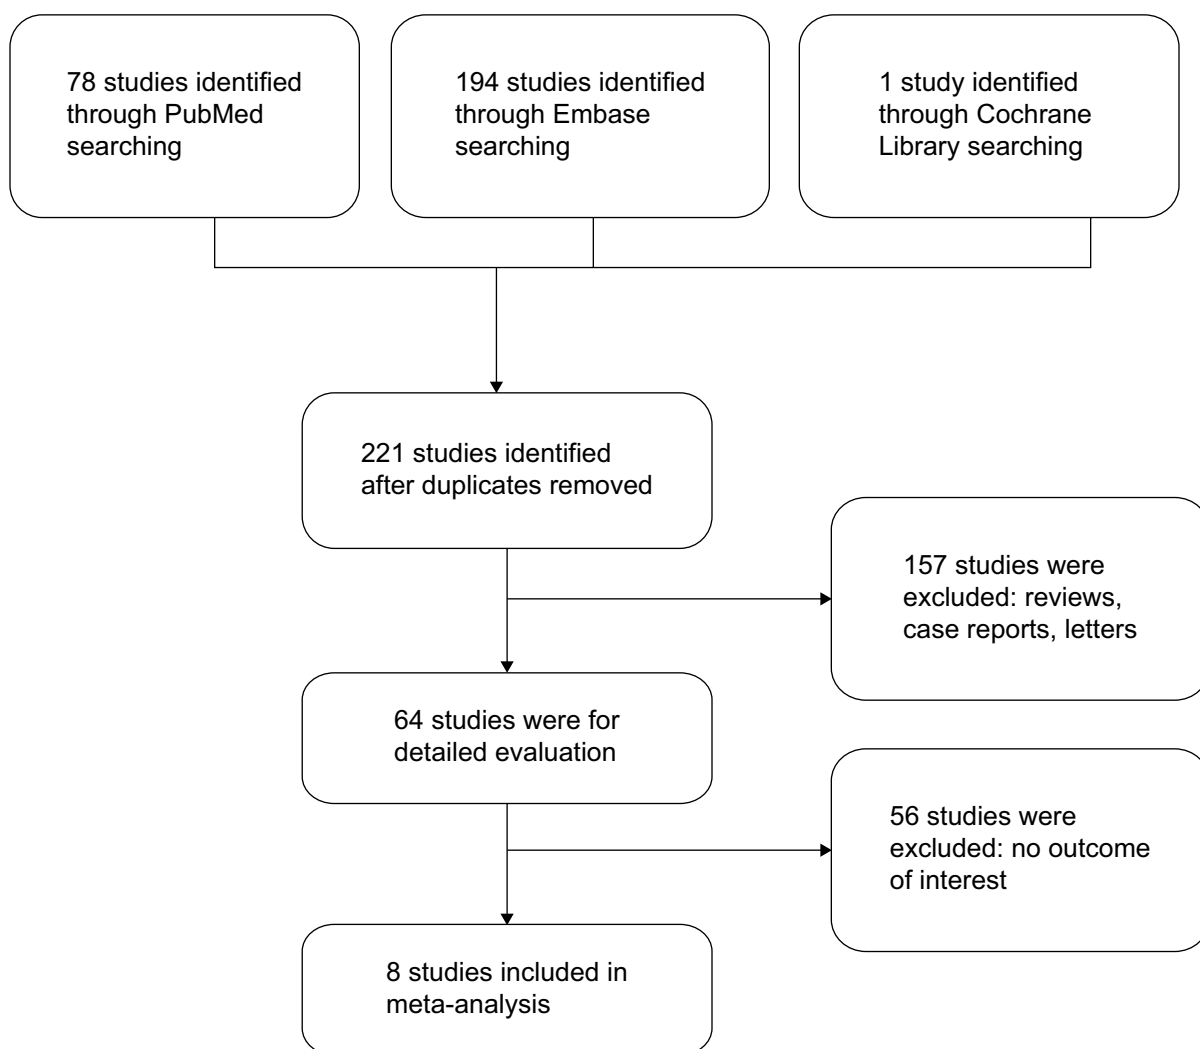 78 studies identified
through PubMed
searching
194 studies identified
through Embase
searching
1 study identified
through Cochrane
Library searching
221 studies identified
after duplicates removed
157 studies were
excluded: reviews,
case reports, letters
64 studies were for
detailed evaluation
56 studies were
excluded: no outcome
of interest
8 studies included in
meta-analysis